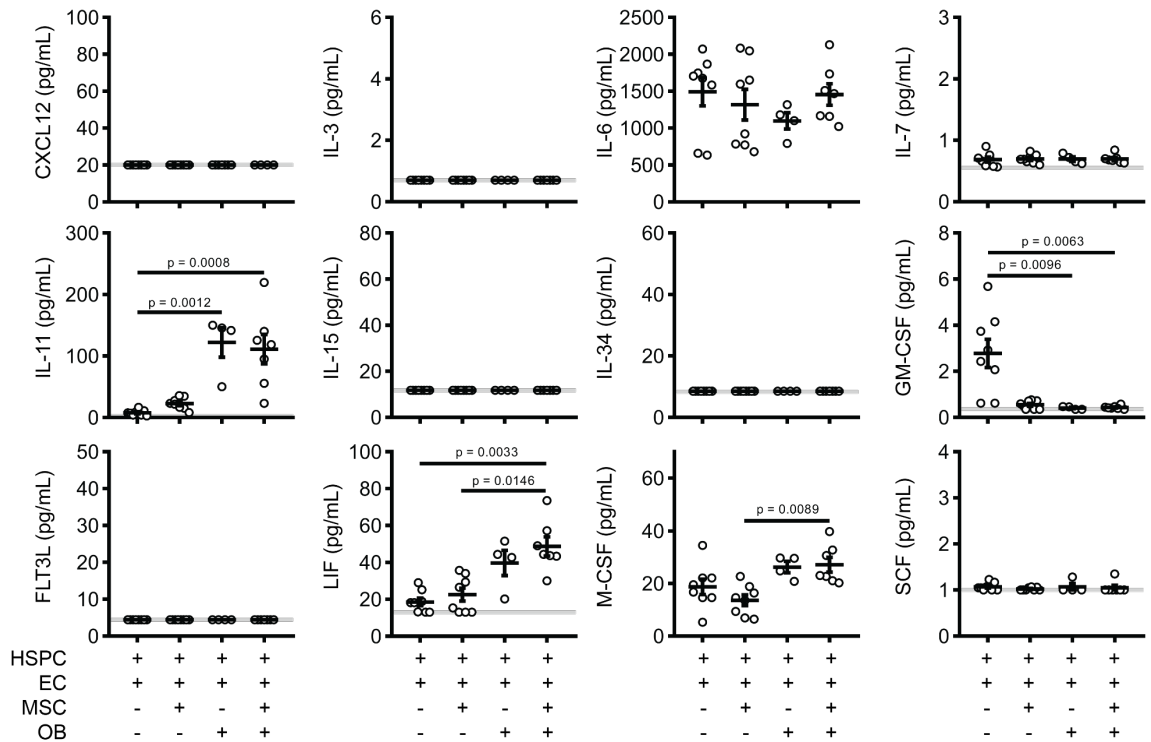 CXCL12 (pg/mL)
100
80
60
40
20
0
IL-3 (pg/mL)
6
4
2
0
IL-6 (pg/mL)
2500
2000
1500
1000
500
0
IL-7 (pg/mL)
3
2
1
0
IL-11 (pg/mL)
300
200
100
0
p = 0.0008
p = 0.0012
IL-15 (pg/mL)
80
60
40
20
0
IL-34 (pg/mL)
60
40
20
0
GM-CSF (pg/mL)
8
6
4
2
0
p = 0.0063
p = 0.0096
FLT3L (pg/mL)
50
40
30
20
10
0
LIF (pg/mL)
100
80
60
40
20
0
p = 0.0033
p = 0.0146
M-CSF (pg/mL)
60
40
20
0
p = 0.0089
SCF (pg/mL)
4
3
2
1
0
HSPC + + + + + + + + + + + + + + + +
EC + + + + + + + + + + + + + + + +
MSC - + - + - + - + - + - + - + - +
OB - - + + - - + + - - + + - - + +